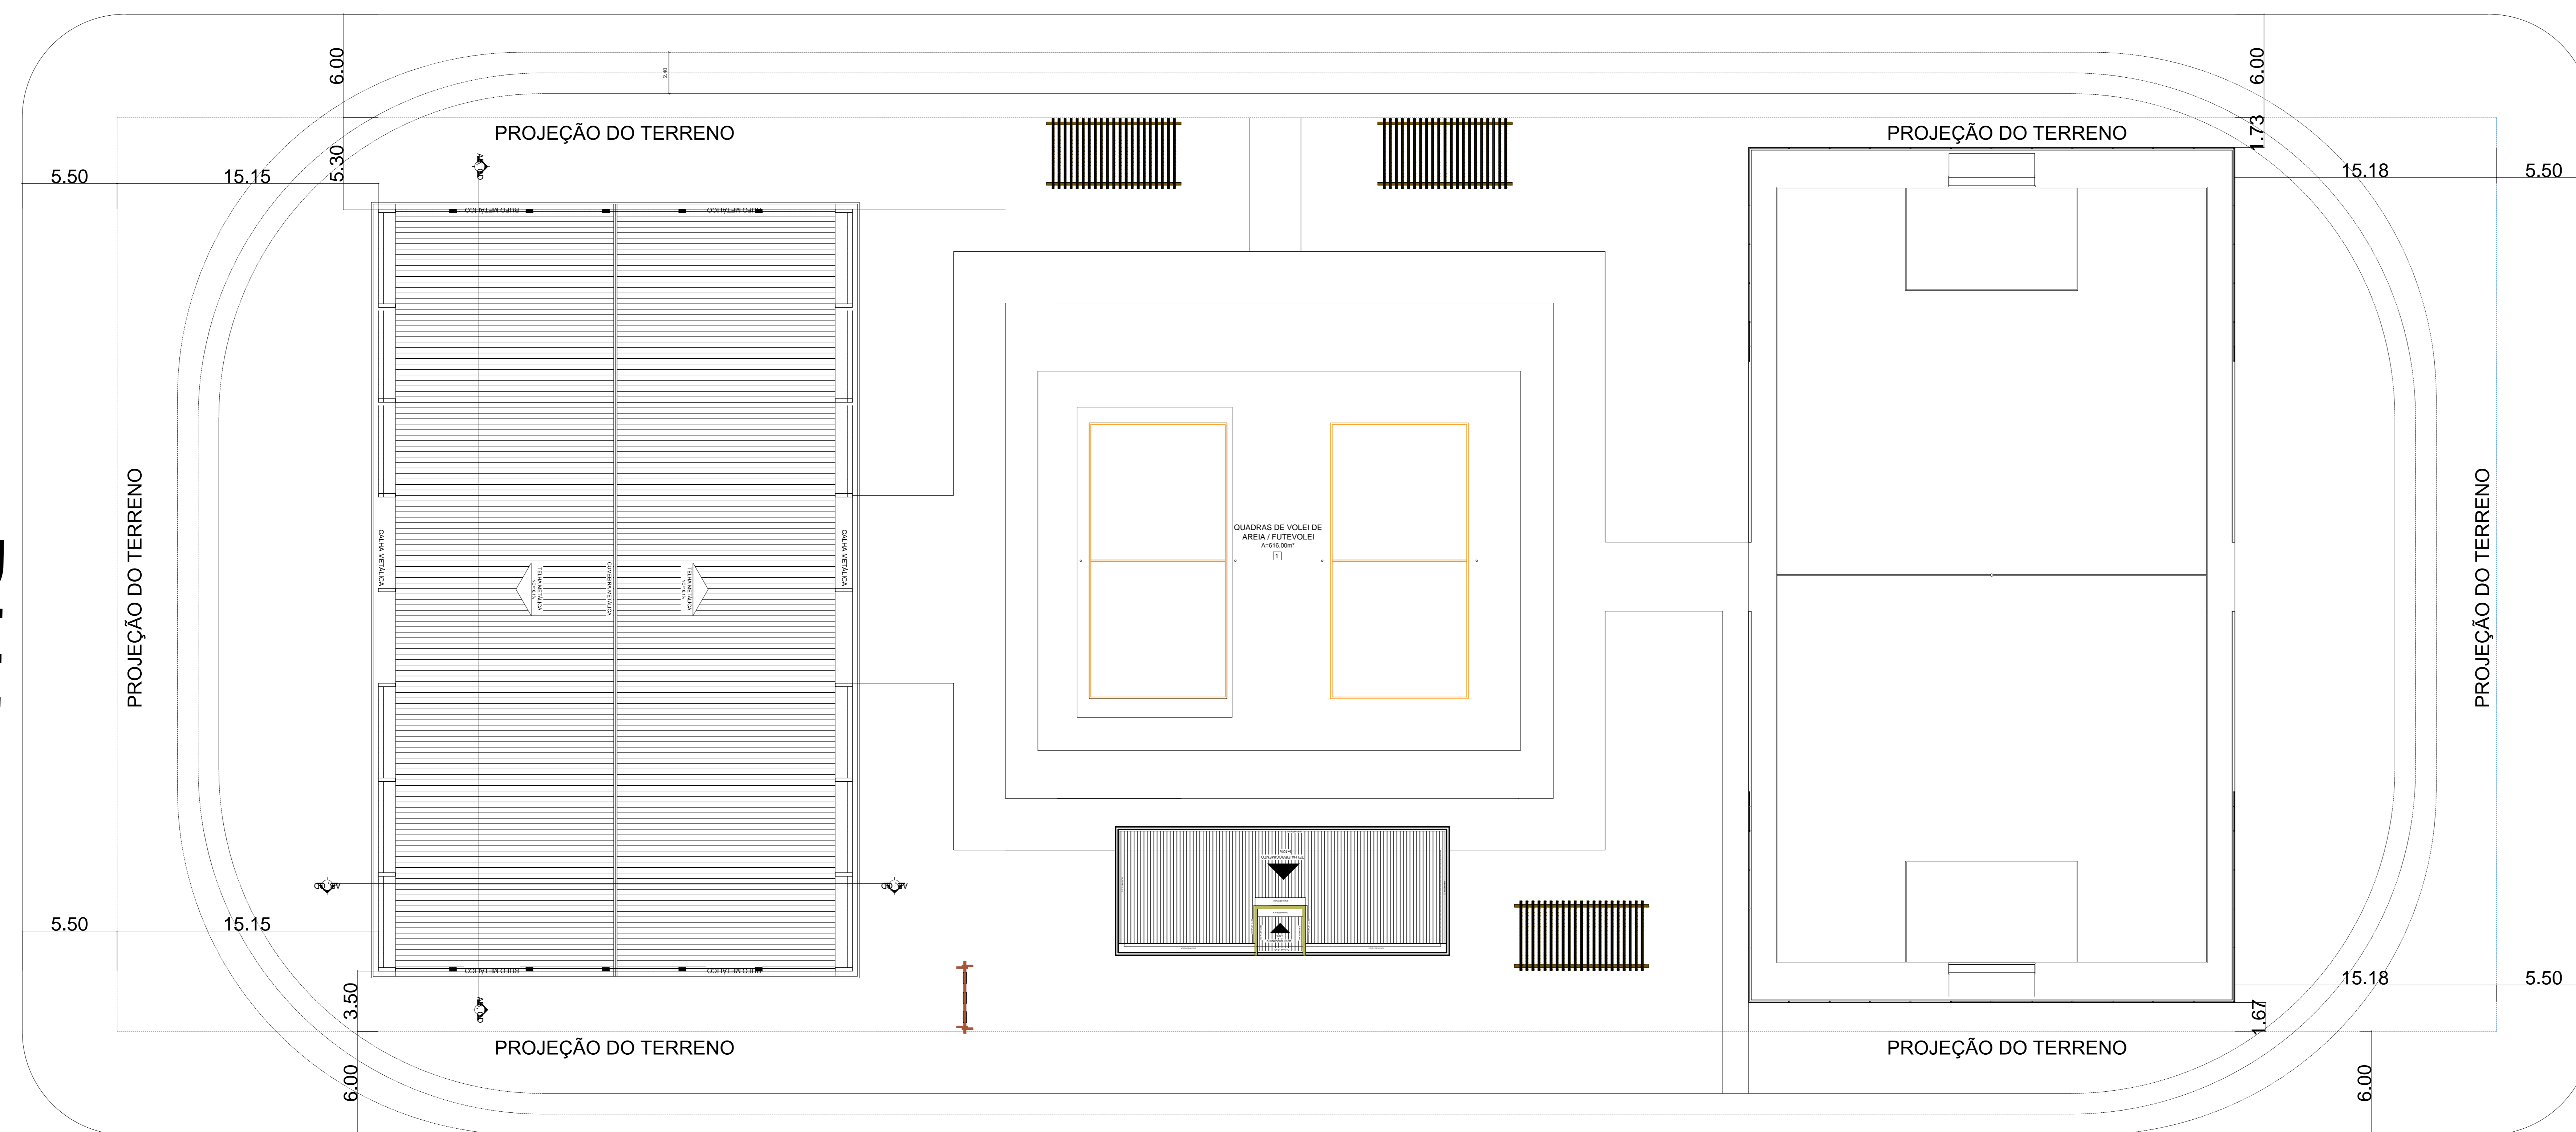 6.00
6.00
2.40
PROJEÇÃO DO TERRENO
PROJEÇÃO DO TERRENO
1.73
5.30
5.50
15.15
15.18
5.50
RUFO METÁLICO
RUFO METÁLICO
PROJEÇÃO DO TERRENO
CALHA METÁLICA
TELHA METÁLICA
CUMEEIRA METÁLICA
TELHA METÁLICA
CALHA METÁLICA
QUADRAS DE VOLEI DE
AREIA / FUTEVOLEI
A=616,00m²
1
PROJEÇÃO DO TERRENO
TELHA FIBROCIMENTO
5.50
15.15
RUFO METÁLICO
RUFO METÁLICO
15.18
5.50
3.50
1.67
PROJEÇÃO DO TERRENO
PROJEÇÃO DO TERRENO
6.00
6.00